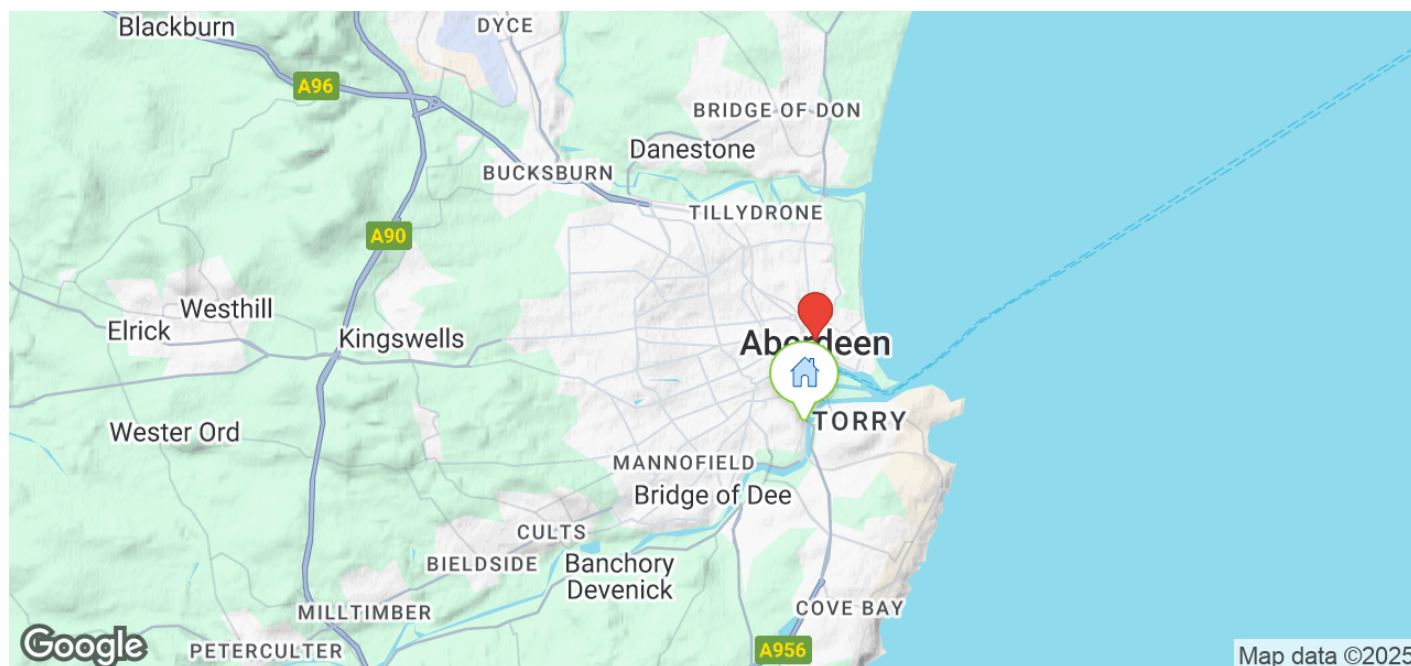 Blackburn
DYCE
A96
BRIDGE OF DON
Danestone
BUCKSBURN
TILLYDRONE
A90
Westhill
Elrick
Kingswells
Aberdeen
TORRY
Wester Ord
MANNOFIELD
Bridge of Dee
CULTS
BIELDSIDE
Banchory
Devenick
MILLTIMBER
COVE BAY
PETERCULTER
A956
Google
Map data ©2025